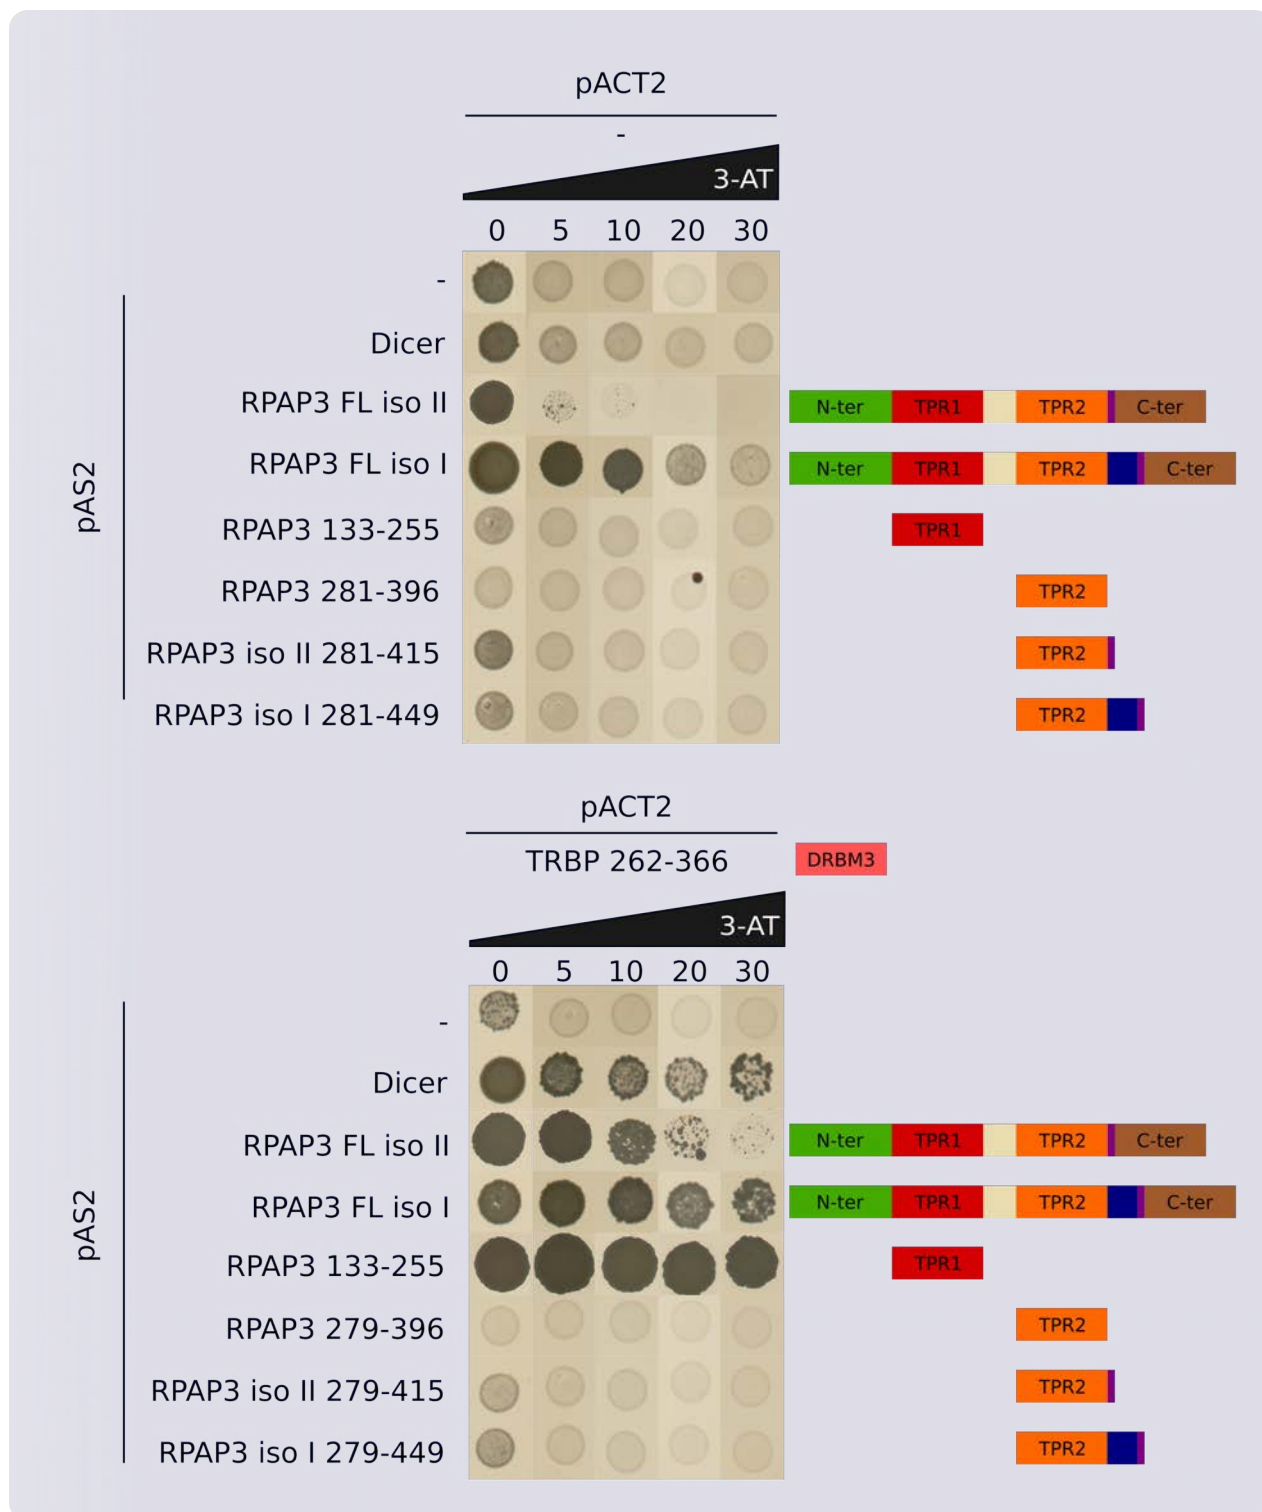 pACT2
-
3-AT
0 5 10 20 30
pAS2
-
Dicer
RPAP3 FL iso II N-ter TPR1 TPR2 C-ter
RPAP3 FL iso I N-ter TPR1 TPR2 C-ter
RPAP3 133-255 TPR1
RPAP3 281-396 TPR2
RPAP3 iso II 281-415 TPR2
RPAP3 iso I 281-449 TPR2
pACT2
TRBP 262-366 DRBM3
3-AT
0 5 10 20 30
pAS2
-
Dicer
RPAP3 FL iso II N-ter TPR1 TPR2 C-ter
RPAP3 FL iso I N-ter TPR1 TPR2 C-ter
RPAP3 133-255 TPR1
RPAP3 279-396 TPR2
RPAP3 iso II 279-415 TPR2
RPAP3 iso I 279-449 TPR2